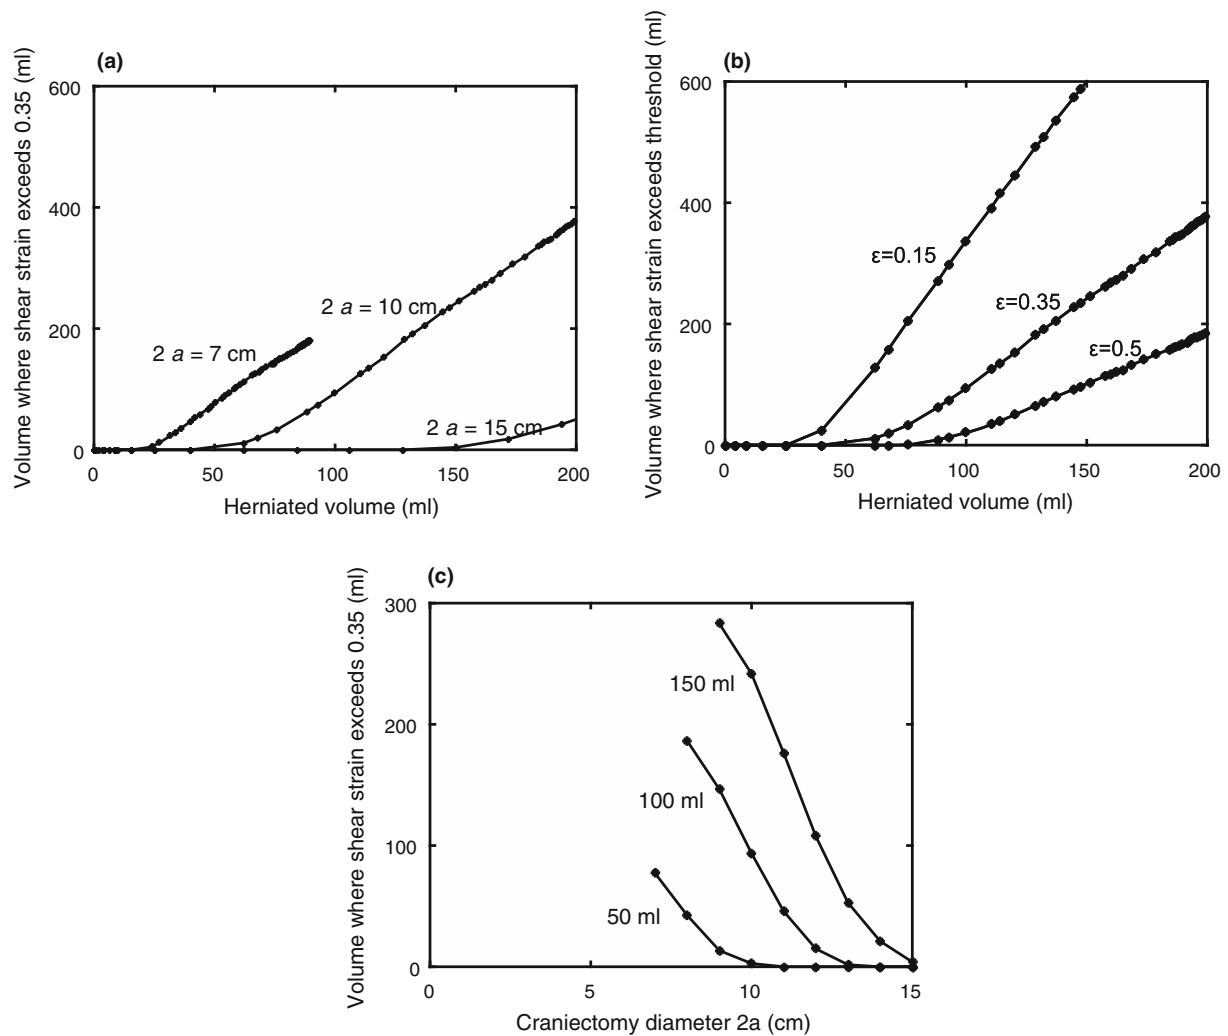 (a)
Volume where shear strain exceeds 0.35 (ml)
600
400
200
0
2 a = 7 cm
2 a = 10 cm
2 a = 15 cm
0 50 100 150 200
Herniated volume (ml)
(b)
Volume where shear strain exceeds threshold (ml)
600
400
200
0
ε=0.15
ε=0.35
ε=0.5
0 50 100 150 200
Herniated volume (ml)
(c)
Volume where shear strain exceeds 0.35 (ml)
300
200
100
0
150 ml
100 ml
50 ml
0 5 10 15
Craniectomy diameter 2a (cm)